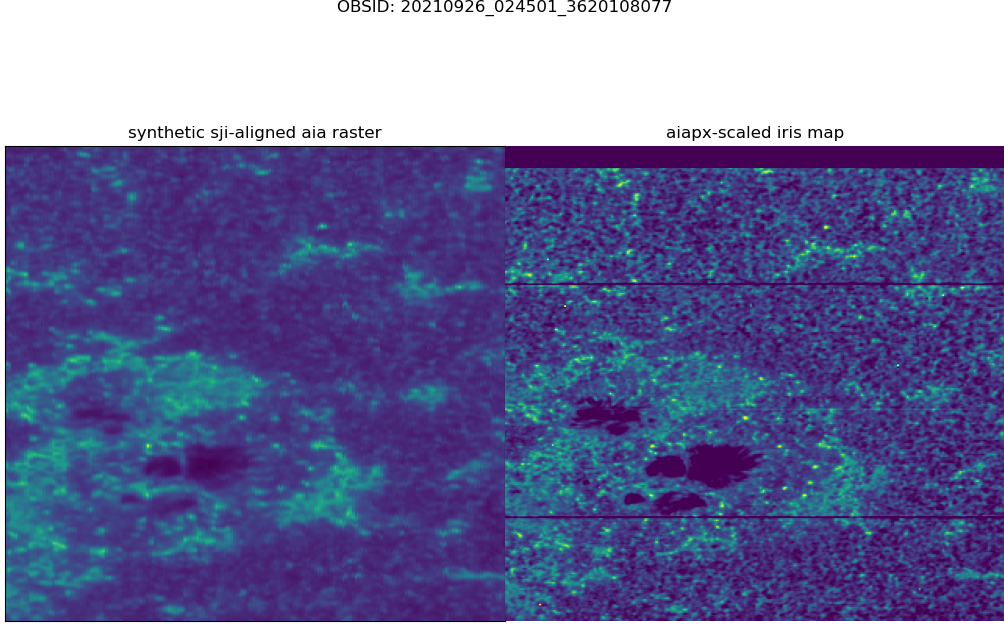 OBSID: 20210926_024501_3620108077
synthetic sji-aligned aia raster
aiapx-scaled iris map